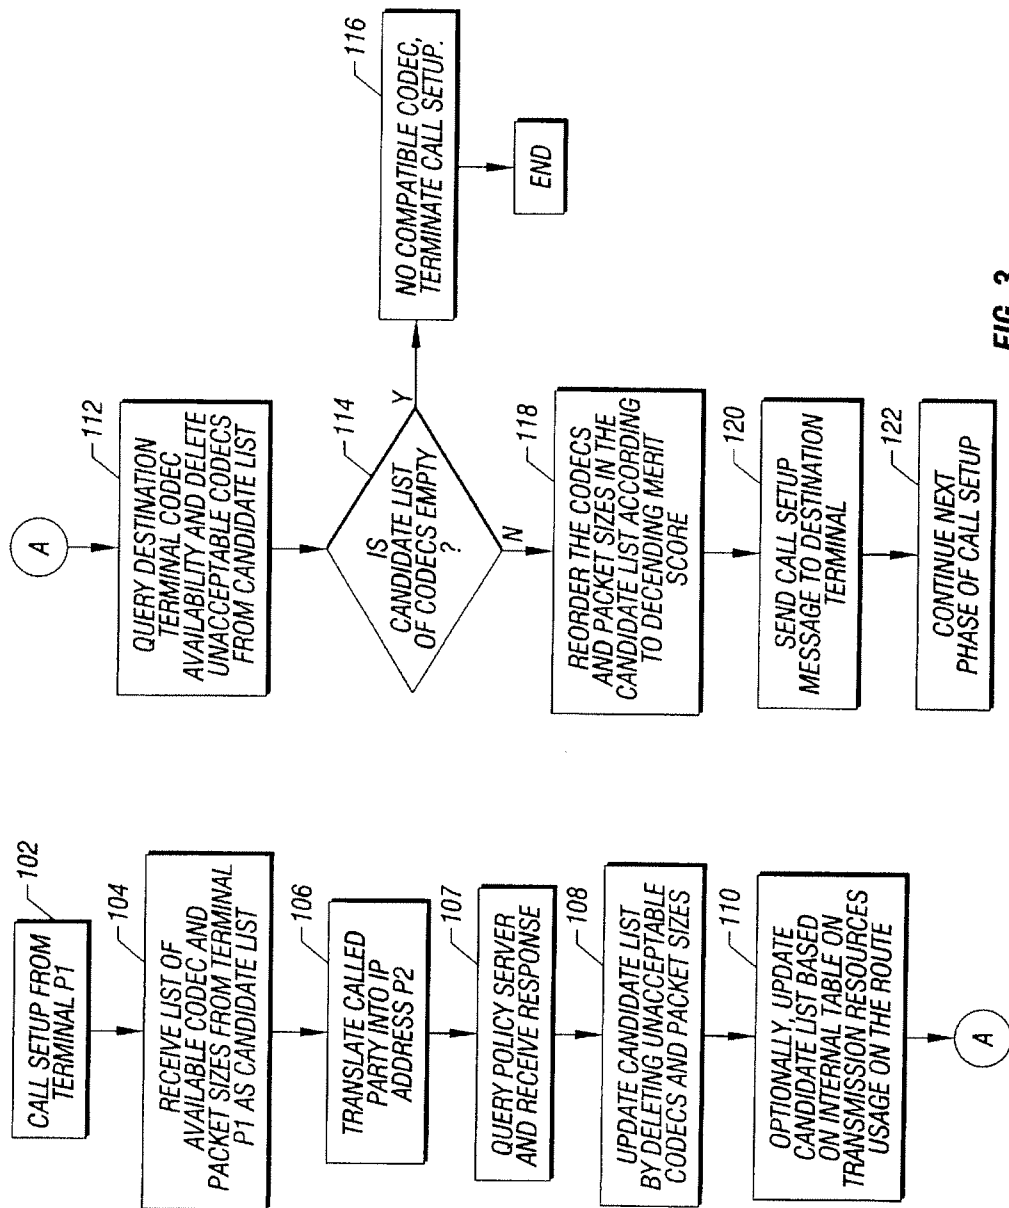 CALL SETUP FROM
TERMINAL P1
102
RECEIVE LIST OF
AVAILABLE CODEC AND
PACKET SIZES FROM TERMINAL
P1 AS CANDIDATE LIST
104
TRANSLATE CALLED
PARTY INTO IP
ADDRESS P2
106
QUERY POLICY SERVER
AND RECEIVE RESPONSE
107
UPDATE CANDIDATE LIST
BY DELETING UNACCEPTABLE
CODECS AND PACKET SIZES
108
OPTIONALLY, UPDATE
CANDIDATE LIST BASED
ON INTERNAL TABLE ON
TRANSMISSION RESOURCES
USAGE ON THE ROUTE
110
A
A
QUERY DESTINATION
TERMINAL CODEC
AVAILABILITY AND DELETE
UNACCEPTABLE CODECS
FROM CANDIDATE LIST
112
IS
CANDIDATE LIST
OF CODECS EMPTY
?
114
Y
NO COMPATIBLE CODEC,
TERMINATE CALL SETUP.
116
END
N
REORDER THE CODECS
AND PACKET SIZES IN THE
CANDIDATE LIST ACCORDING
TO DECENDING MERIT
SCORE
118
SEND CALL SETUP
MESSAGE TO DESTINATION
TERMINAL
120
CONTINUE NEXT
PHASE OF CALL SETUP
122
FIG. 3